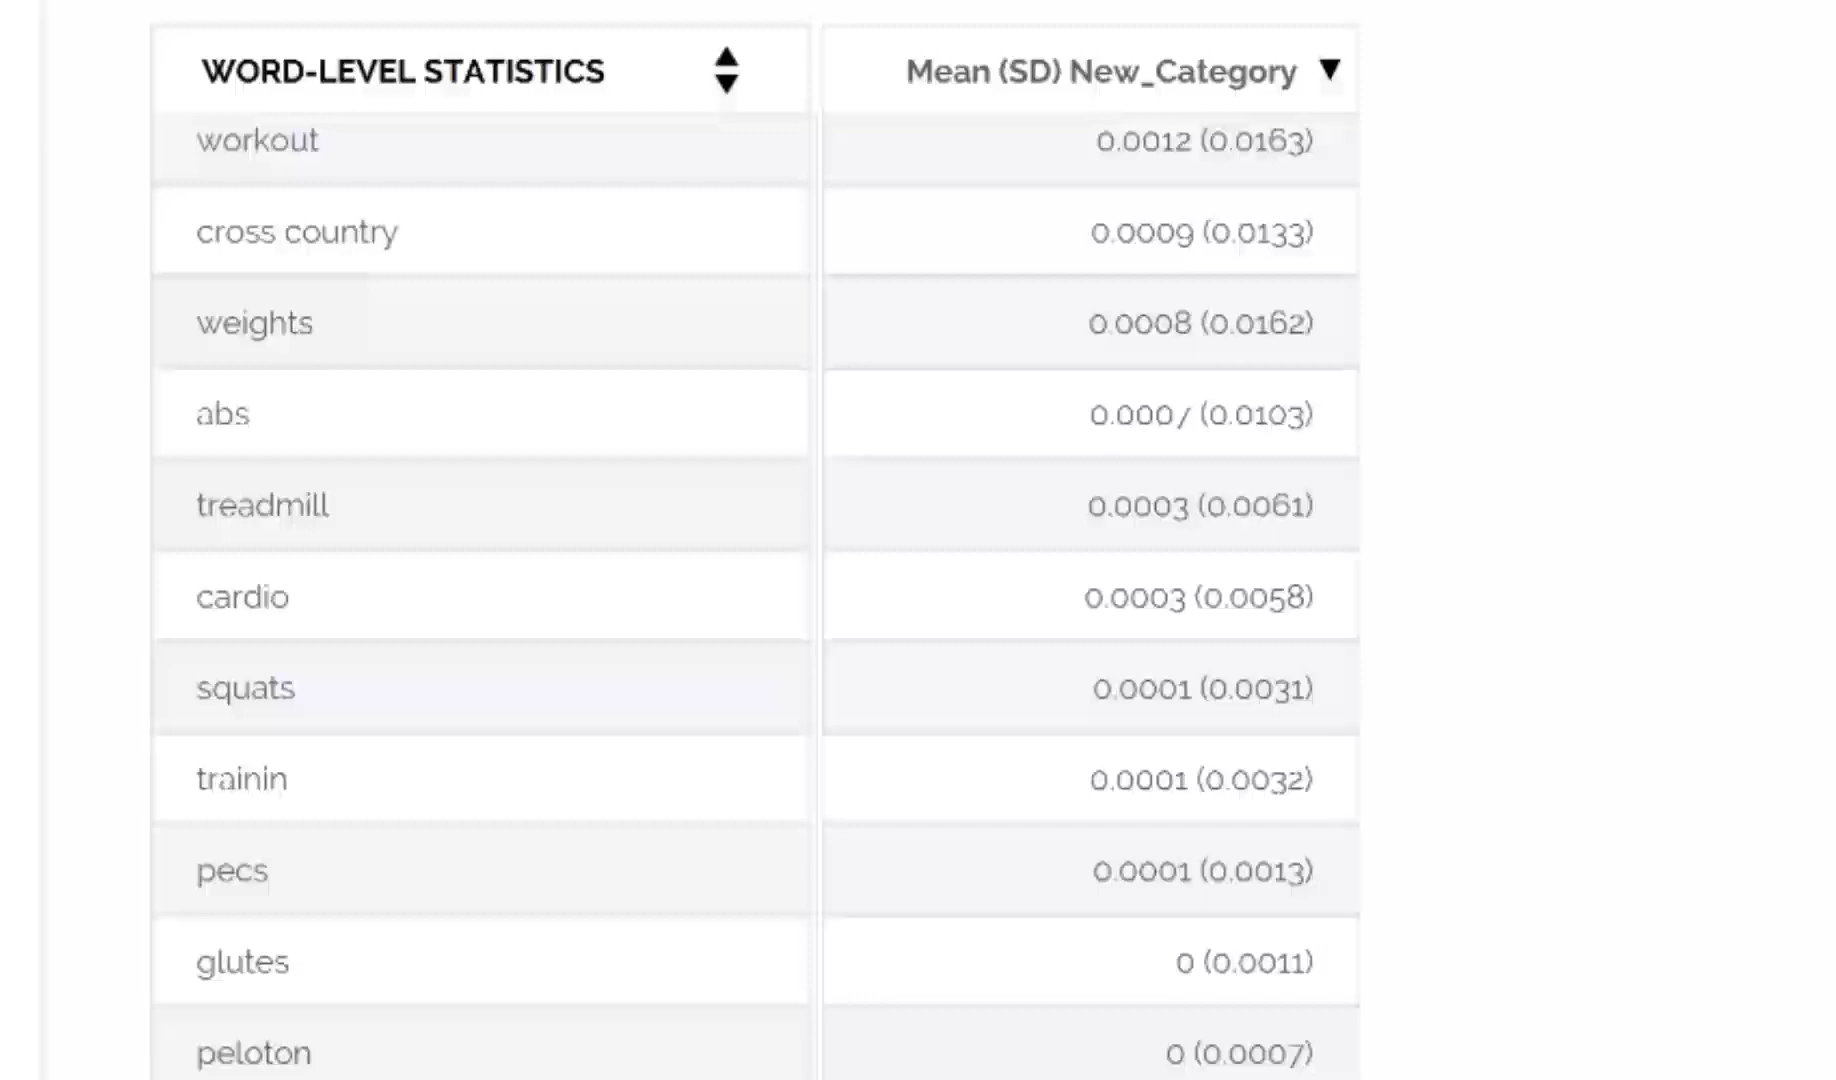 WORD-LEVEL STATISTICS Mean (SD) New_Category
workout 0.0012 (0.0163)
cross country 0.0009 (0.0133)
weights 0.0008 (0.0162)
abs 0.0007 (0.0103)
treadmill 0.0003 (0.0061)
cardio 0.0003 (0.0058)
squats 0.0001 (0.0031)
trainin 0.0001 (0.0032)
pecs 0.0001 (0.0013)
glutes 0 (0.0011)
peloton 0 (0.0007)